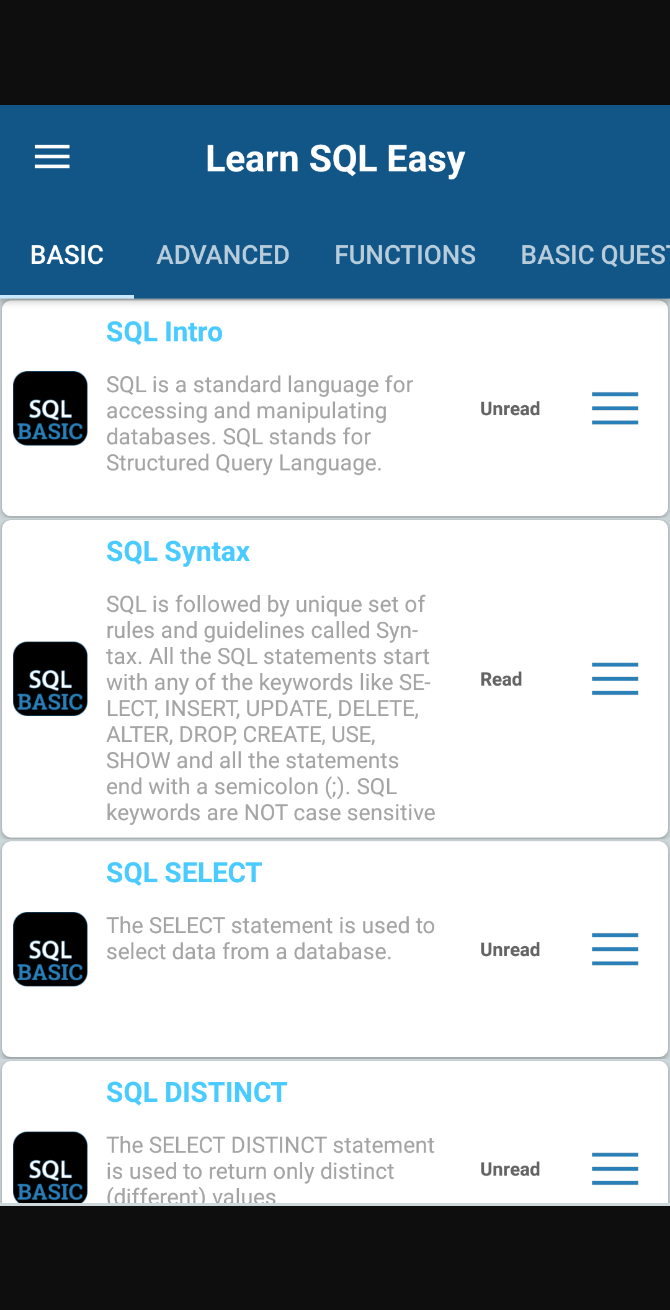 Learn SQL Easy
BASIC
ADVANCED
FUNCTIONS
BASIC QUEST
SQL Intro
SQL BASIC
SQL is a standard language for
accessing and manipulating
databases. SQL stands for
Structured Query Language.
Unread
SQL Syntax
SQL BASIC
SQL is followed by unique set of
rules and guidelines called Syn-
tax. All the SQL statements start
with any of the keywords like SE-
LECT, INSERT, UPDATE, DELETE,
ALTER, DROP, CREATE, USE,
SHOW and all the statements
end with a semicolon (;). SQL
keywords are NOT case sensitive
Read
SQL SELECT
SQL BASIC
The SELECT statement is used to
select data from a database.
Unread
SQL DISTINCT
SQL BASIC
The SELECT DISTINCT statement
is used to return only distinct
(different) values
Unread